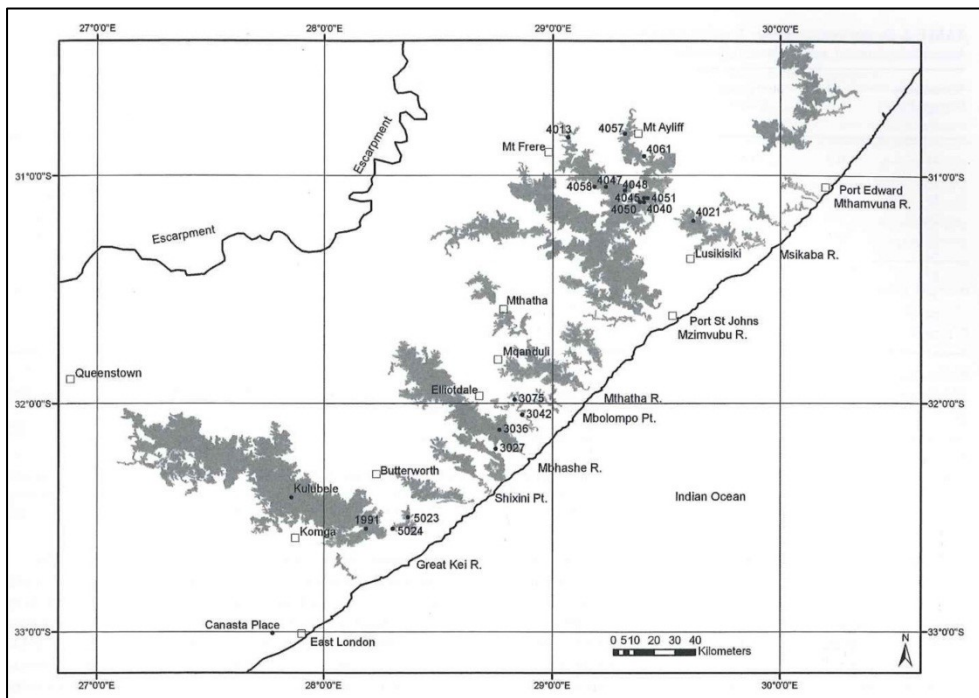 27°0'0"S
28°0'0"S
29°0'0"S
30°0'0"S
Escarpment
4013
4057
Mt Ayliff
Mt Frere
4061
31°0'0"S
31°0'0"S
4058
4047
4048
4045
4051
4050
4040
Port Edward
Mthamvuna R.
4021
Escarpment
Lusikisiki
Msikaba R.
Mthatha
Port St Johns
Mzimvubu R.
Mqanduli
Queenstown
Elliotdale
3075
Mthatha R.
32°0'0"S
32°0'0"S
3042
Mbolompo Pt.
3036
3027
Mbhashe R.
Butterworth
Shixini Pt.
Indian Ocean
Kulubele
1991
5023
5024
Komga
Great Kei R.
Canasta Place
33°0'0"S
33°0'0"S
East London
0 5 10 20 30 40
Kilometers
N
27°0'0"S
28°0'0"S
29°0'0"S
30°0'0"S